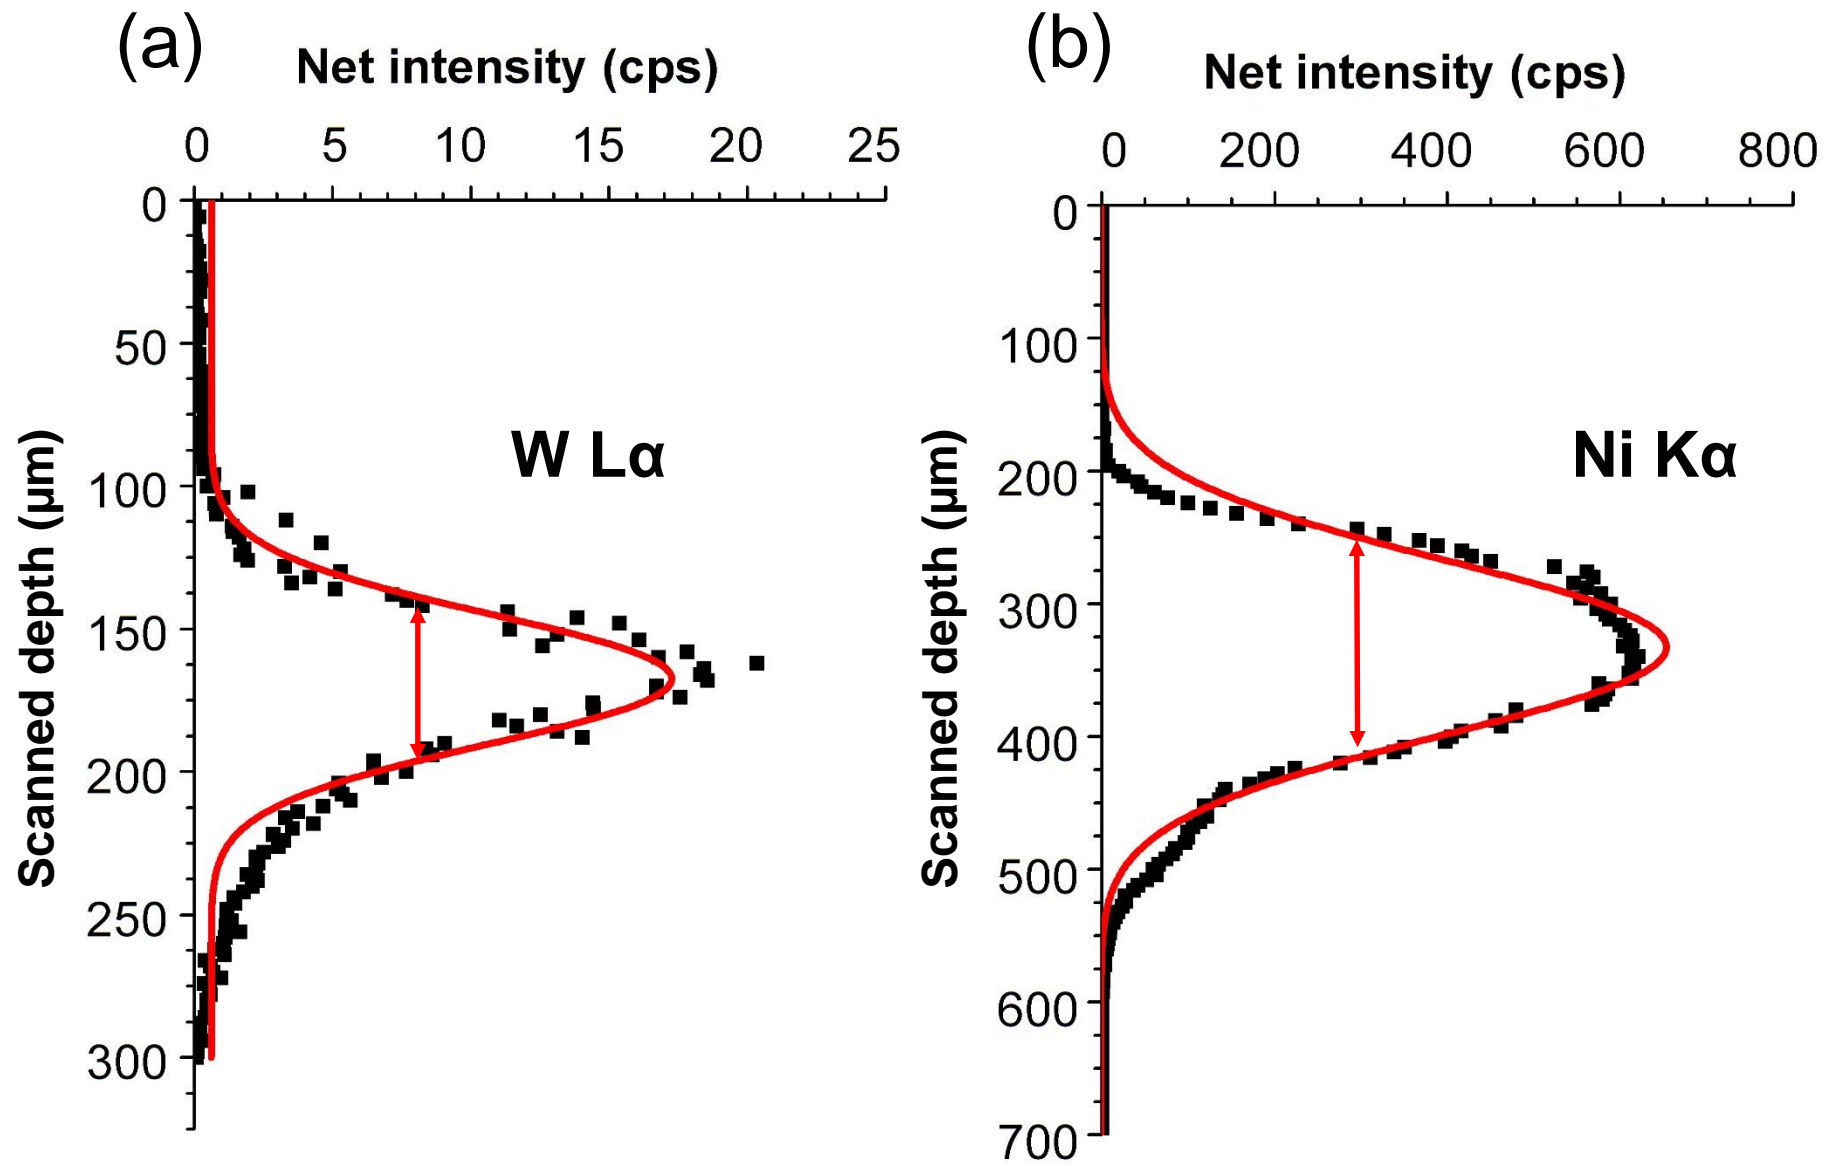 (a)
Net intensity (cps)
0 5 10 15 20 25
0
50
100
150
200
250
300
Scanned depth (µm)
W Lα
(b)
Net intensity (cps)
0 200 400 600 800
0
100
200
300
400
500
600
700
Scanned depth (µm)
Ni Kα